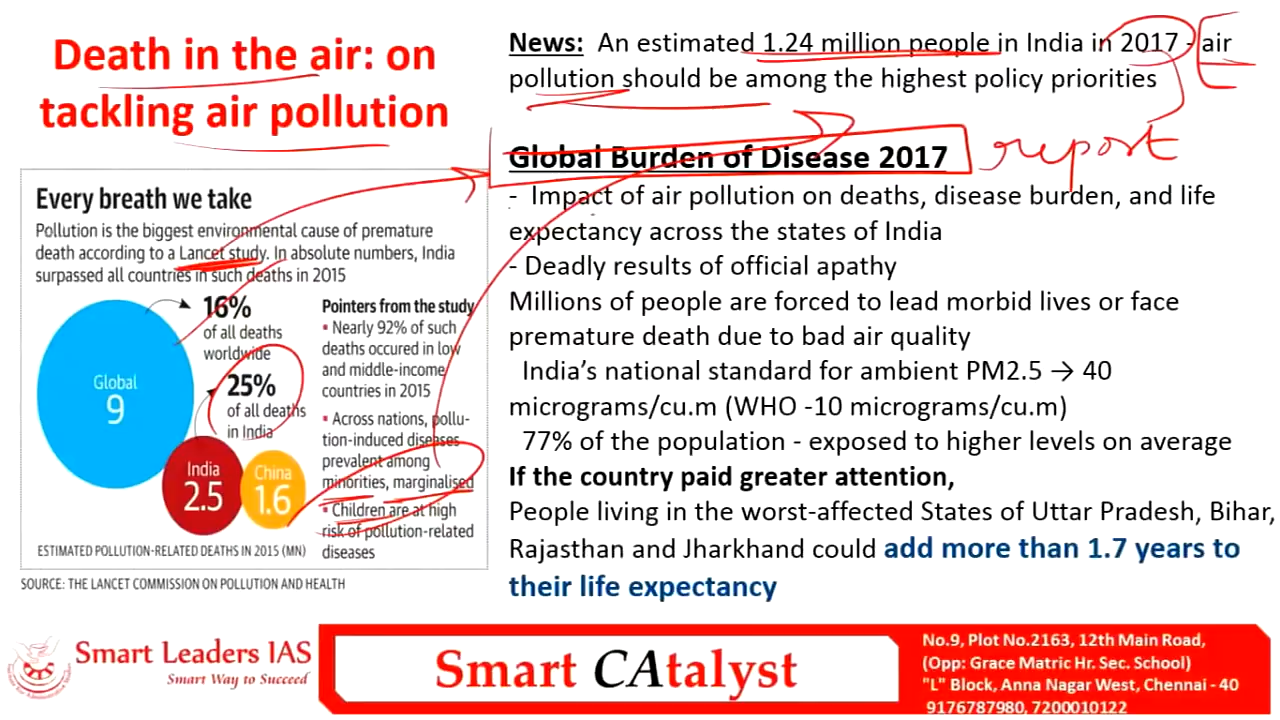 Death in the air: on
tackling air pollution
News: An estimated 1.24 million people in India in 2017 - air
pollution should be among the highest policy priorities
Global Burden of Disease 2017
report
- Impact of air pollution on deaths, disease burden, and life
expectancy across the states of India
- Deadly results of official apathy
Millions of people are forced to lead morbid lives or face
premature death due to bad air quality
India's national standard for ambient PM2.5 → 40
micrograms/cu.m (WHO -10 micrograms/cu.m)
77% of the population - exposed to higher levels on average
If the country paid greater attention,
People living in the worst-affected States of Uttar Pradesh, Bihar,
Rajasthan and Jharkhand could add more than 1.7 years to
their life expectancy
Every breath we take
Pollution is the biggest environmental cause of premature
death according to a Lancet study. In absolute numbers, India
surpassed all countries in such deaths in 2015
Global
9
16%
of all deaths
worldwide
25%
of all deaths
in India
India
2.5
China
1.6
Pointers from the study
▪ Nearly 92% of such
deaths occured in low
and middle-income
countries in 2015
▪ Across nations, pollu-
tion-induced diseases
prevalent among
minorities, marginalised
▪ Children are at high
risk of pollution-related
diseases
ESTIMATED POLLUTION-RELATED DEATHS IN 2015 (MN)
SOURCE: THE LANCET COMMISSION ON POLLUTION AND HEALTH
Smart Leaders IAS
Smart Way to Succeed
Smart CAtalyst
No.9, Plot No.2163, 12th Main Road,
(Opp: Grace Matric Hr. Sec. School)
"L" Block, Anna Nagar West, Chennai - 40
9176787980, 7200010122